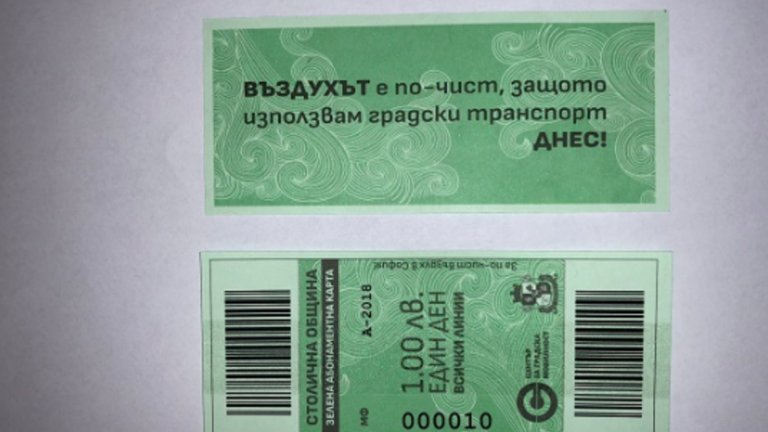 ВЪЗДУХЪТ е по-чист, защото
използвам градски транспорт
ДНЕС!
За по-чист въздух в София!
СТОЛИЧНА ОБЩИНА
ЗЕЛЕНА АБОНАМЕНТНА КАРТА
МФ
А-2018
1.00 лв.
ЕДИН ДЕН
ВСИЧКИ ЛИНИИ
000010
ЦЕНТЪР
ЗА ГРАДСКА
МОБИЛНОСТ